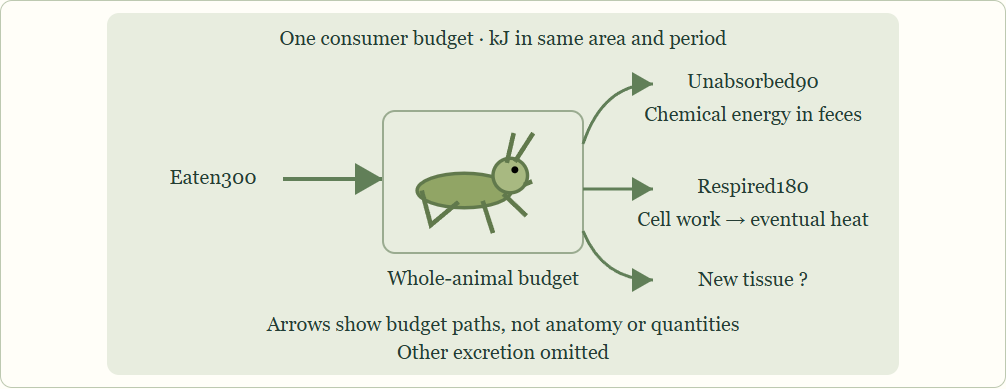 One consumer budget · kJ in same area and period
Unabsorbed90
Chemical energy in feces
Eaten300
Respired180
Cell work → eventual heat
Whole-animal budget
New tissue ?
Arrows show budget paths, not anatomy or quantities
Other excretion omitted